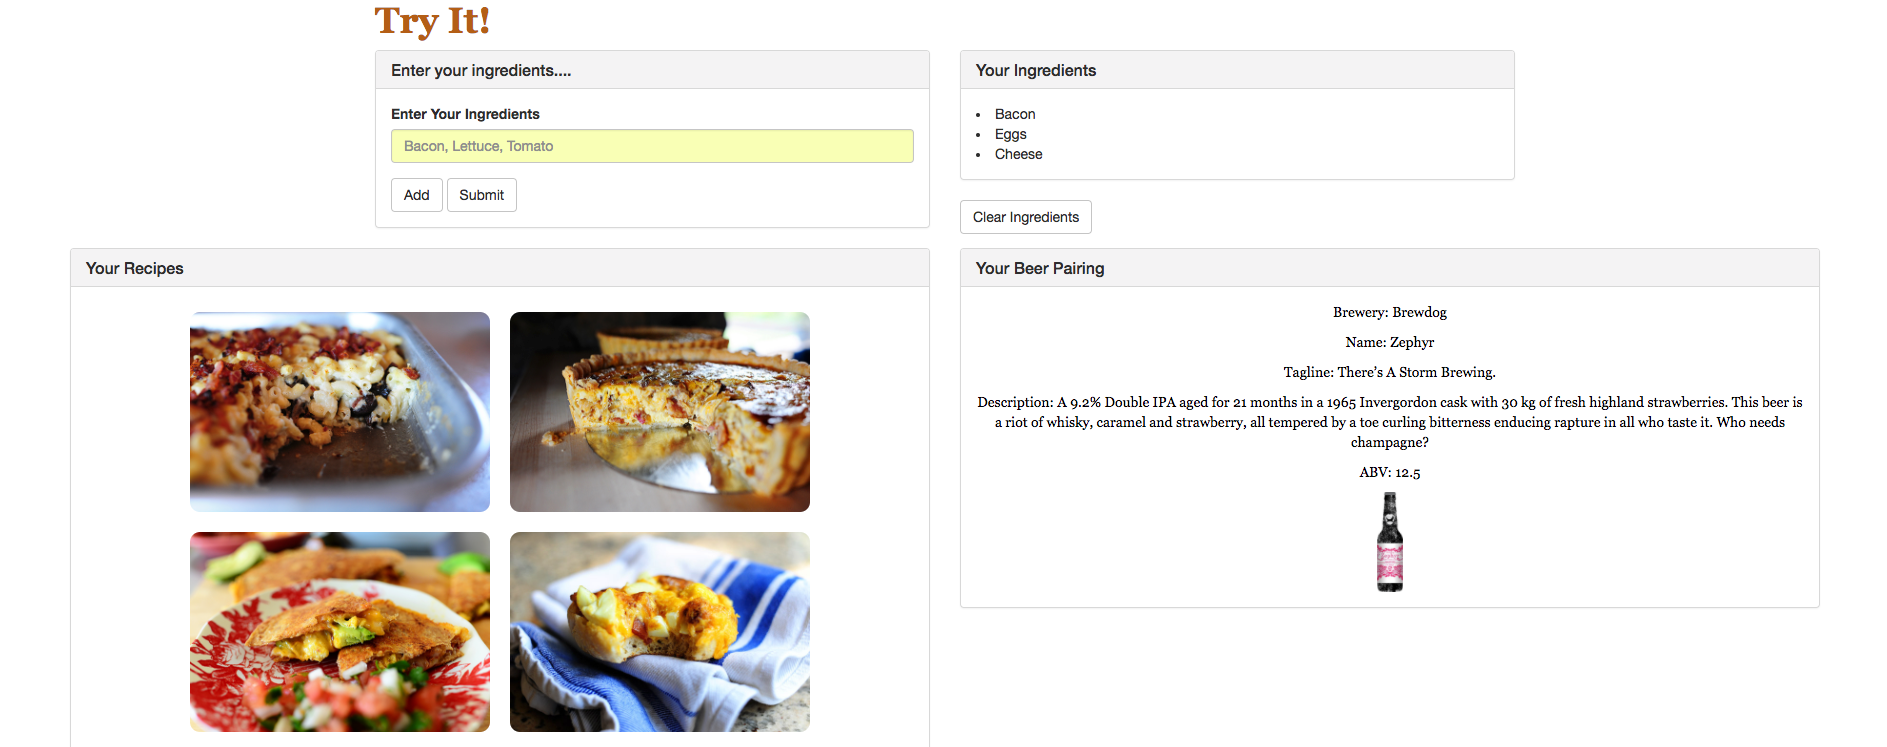 Try It!
Enter your ingredients....
Enter Your Ingredients
Bacon, Lettuce, Tomato
Add Submit
Your Ingredients
Bacon
Eggs
Cheese
Clear Ingredients
Your Recipes
Your Beer Pairing
Brewery: Brewdog
Name: Zephyr
Tagline: There's A Storm Brewing.
Description: A 9.2% Double IPA aged for 21 months in a 1965 Invergordon cask with 30 kg of fresh highland strawberries. This beer is
a riot of whisky, caramel and strawberry, all tempered by a toe curling bitterness enducing rapture in all who taste it. Who needs
champagne?
ABV: 12.5